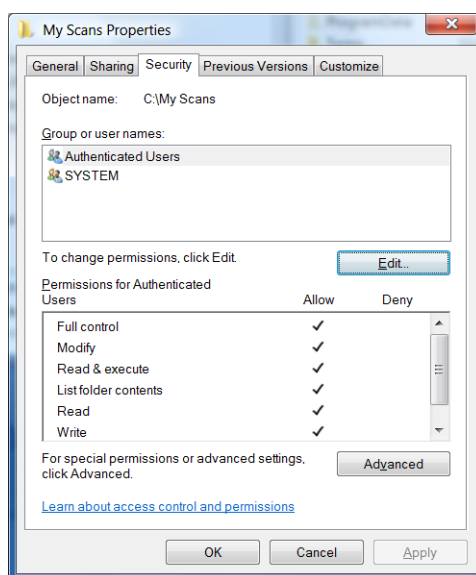 ProgramData
My Scans Properties
General Sharing Security Previous Versions Customize
Object name: C:\My Scans
Group or user names:
Authenticated Users
SYSTEM
To change permissions, click Edit.
Edit...
Permissions for Authenticated
Users Allow Deny
Full control
Modify
Read & execute
List folder contents
Read
Write
For special permissions or advanced settings,
click Advanced.
Advanced
Learn about access control and permissions
OK Cancel Apply